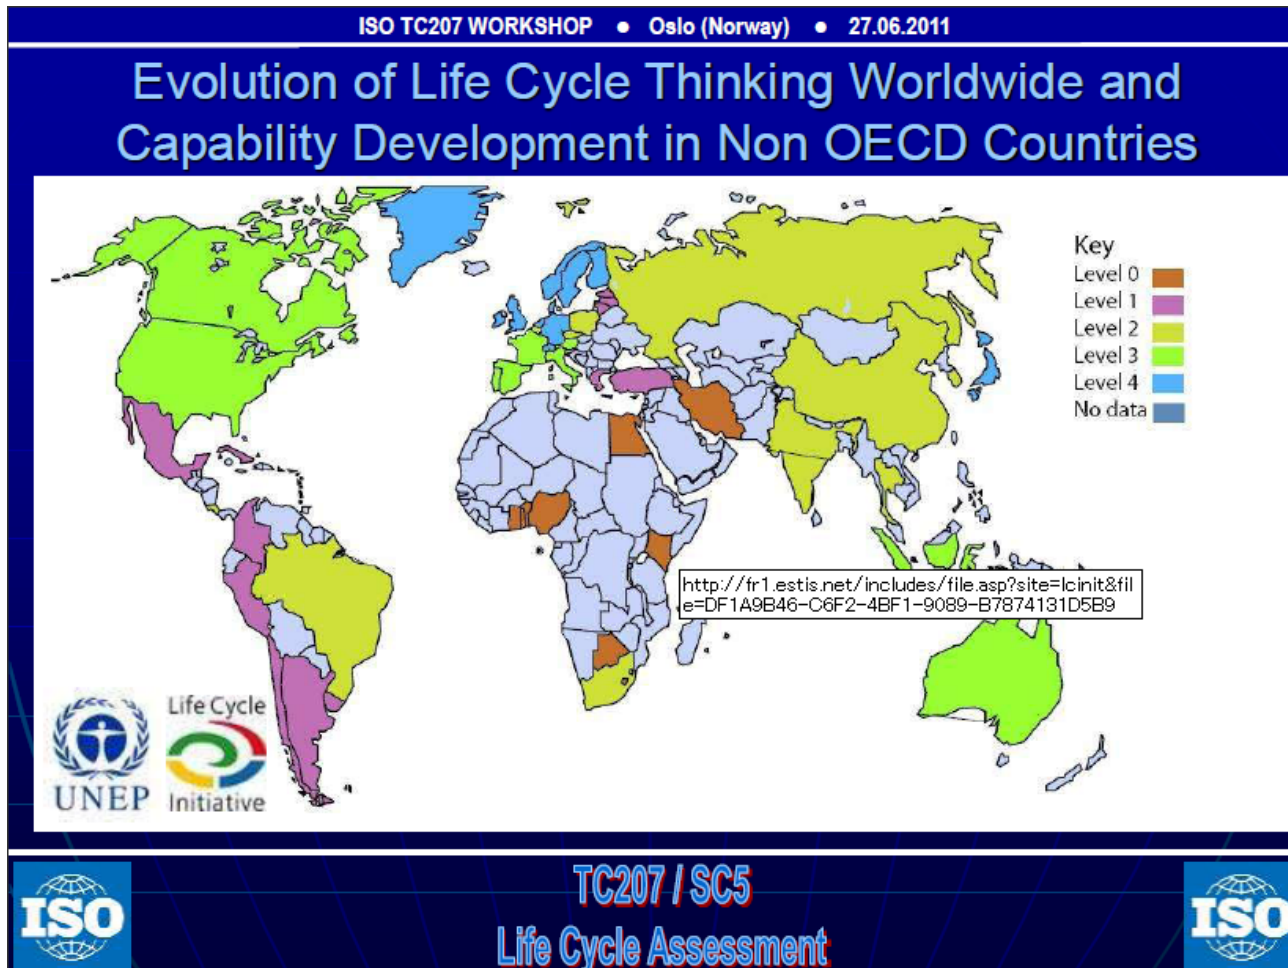 ISO TC207 WORKSHOP ● Oslo (Norway) ● 27.06.2011
Evolution of Life Cycle Thinking Worldwide and
Capability Development in Non OECD Countries
Key
Level 0
Level 1
Level 2
Level 3
Level 4
No data
http://fr1.estis.net/includes/file.asp?site=lcinit&fil
e=DF1A9B46-C6F2-4BF1-9089-B7874131D5B9
UNEP
Life Cycle
Initiative
ISO
TC207 / SC5
Life Cycle Assessment
ISO